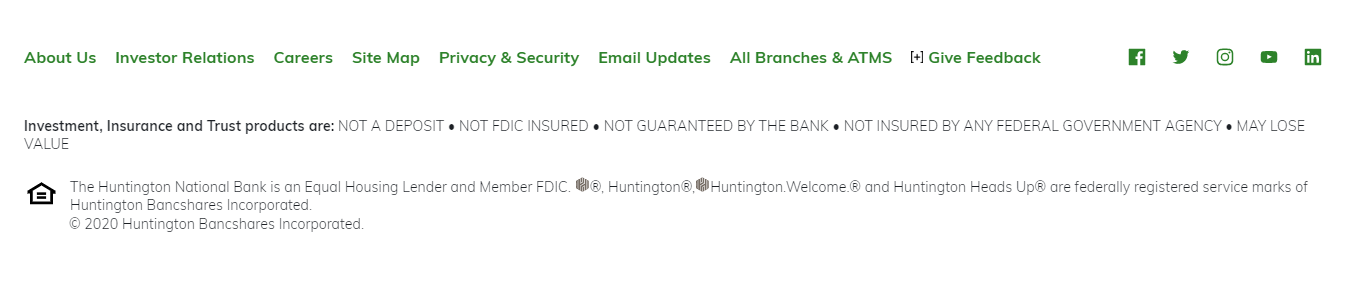 About Us Investor Relations Careers Site Map Privacy & Security Email Updates All Branches & ATMS [+] Give Feedback
Investment, Insurance and Trust products are: NOT A DEPOSIT • NOT FDIC INSURED • NOT GUARANTEED BY THE BANK • NOT INSURED BY ANY FEDERAL GOVERNMENT AGENCY • MAY LOSE
VALUE
The Huntington National Bank is an Equal Housing Lender and Member FDIC. ®, Huntington®, Huntington.Welcome.® and Huntington Heads Up® are federally registered service marks of
Huntington Bancshares Incorporated.
© 2020 Huntington Bancshares Incorporated.